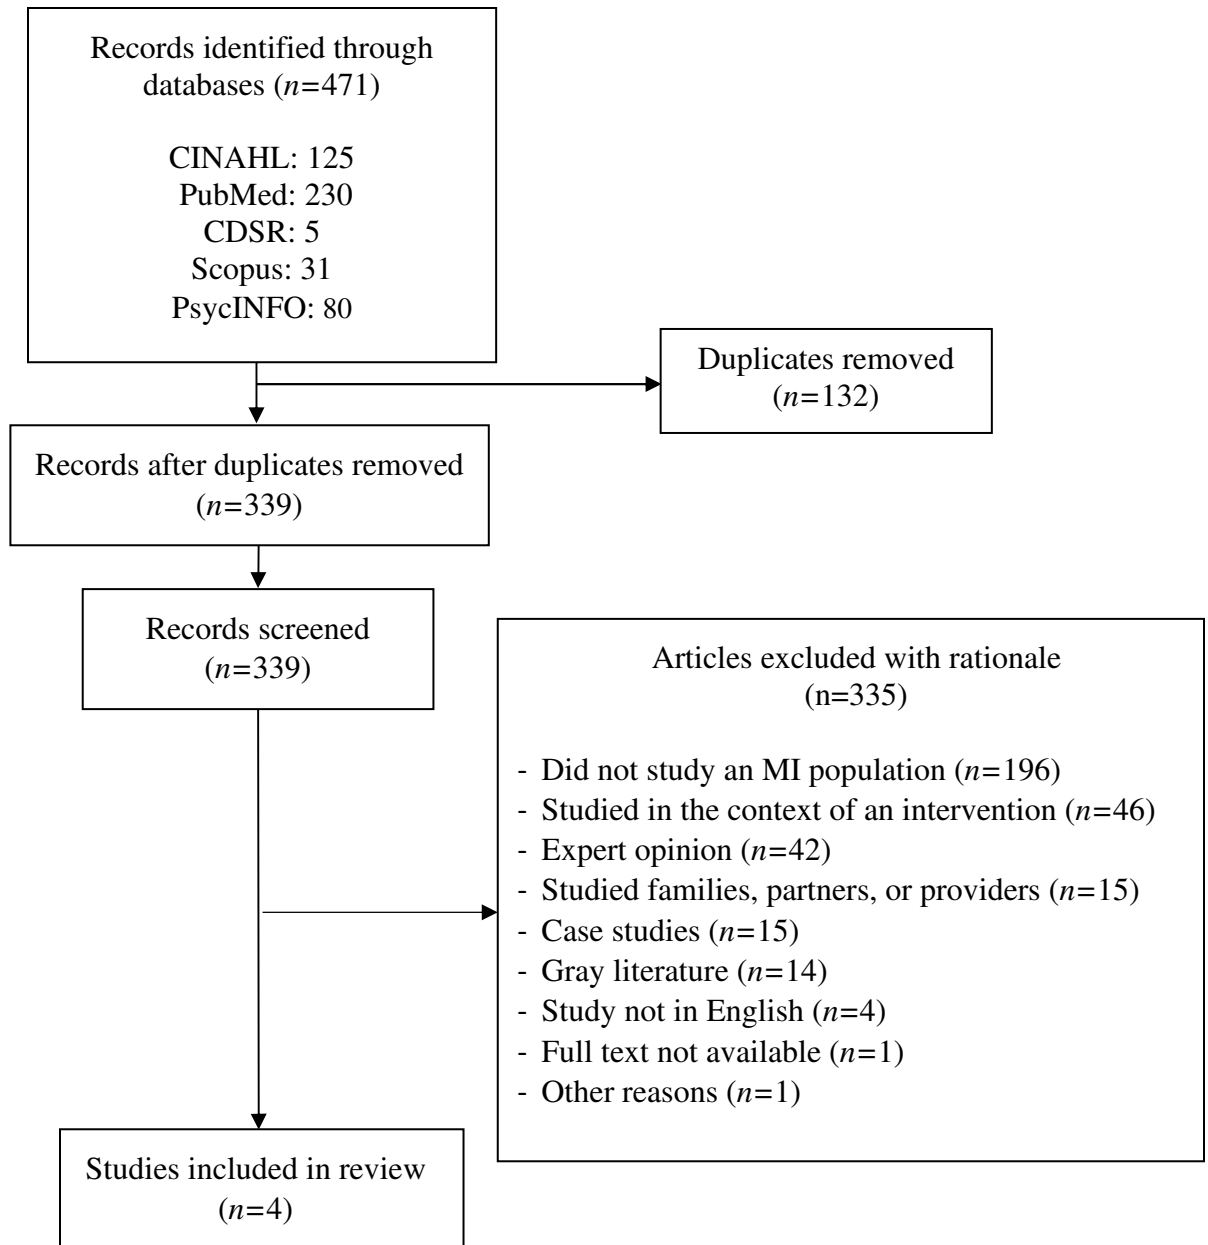 Records identified through
databases (n=471)
CINAHL: 125
PubMed: 230
CDSR: 5
Scopus: 31
PsycINFO: 80
Duplicates removed
(n=132)
Records after duplicates removed
(n=339)
Records screened
(n=339)
Articles excluded with rationale
(n=335)
- Did not study an MI population (n=196)
- Studied in the context of an intervention (n=46)
- Expert opinion (n=42)
- Studied families, partners, or providers (n=15)
- Case studies (n=15)
- Gray literature (n=14)
- Study not in English (n=4)
- Full text not available (n=1)
- Other reasons (n=1)
Studies included in review
(n=4)